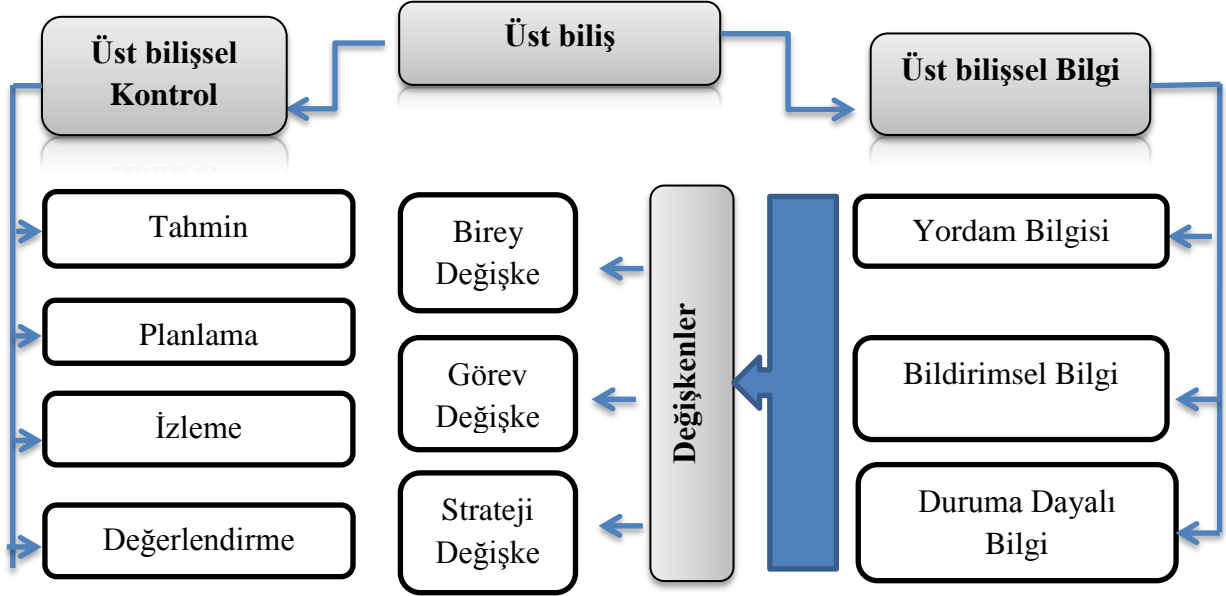 Üst bilişsel
Kontrol
Üst biliş
Üst bilişsel Bilgi
Tahmin
Planlama
İzleme
Değerlendirme
Birey
Değişke
Görev
Değişke
Strateji
Değişke
Değişkenler
Yordam Bilgisi
Bildirimsel Bilgi
Duruma Dayalı
Bilgi